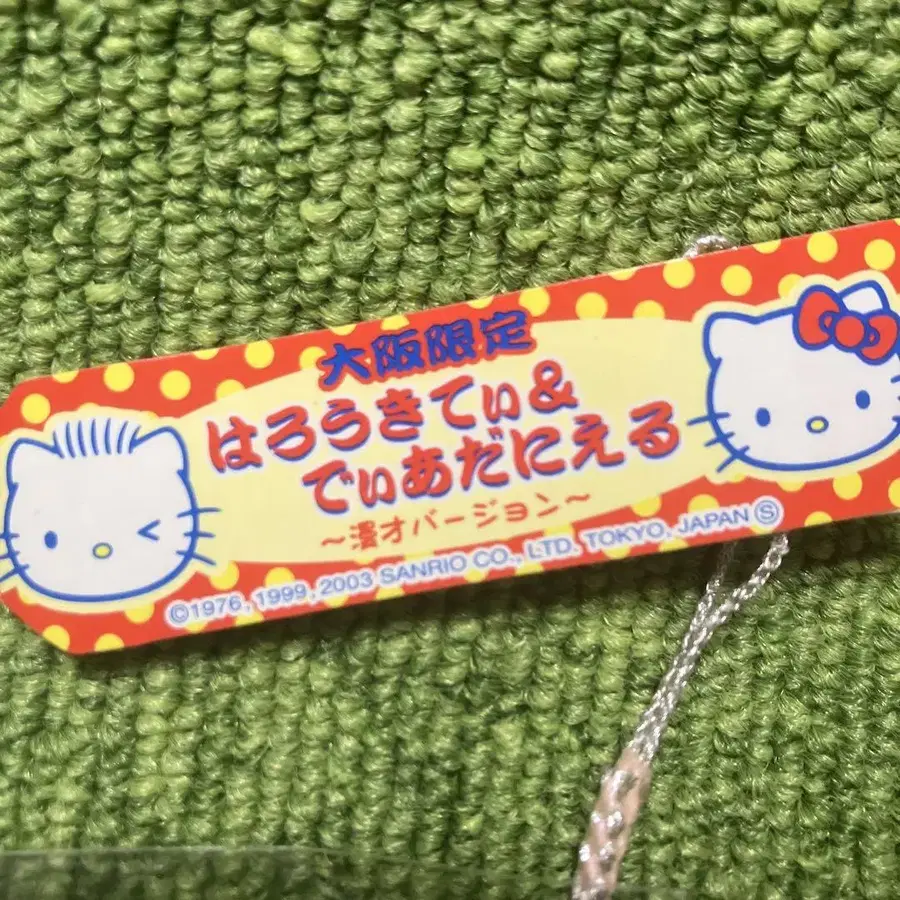 大阪限定
はろうきてぃ&
でぃあだにえる
~漫才バージョン~
©1976, 1999, 2003 SANRIO CO., LTD. TOKYO, JAPAN Ⓢ